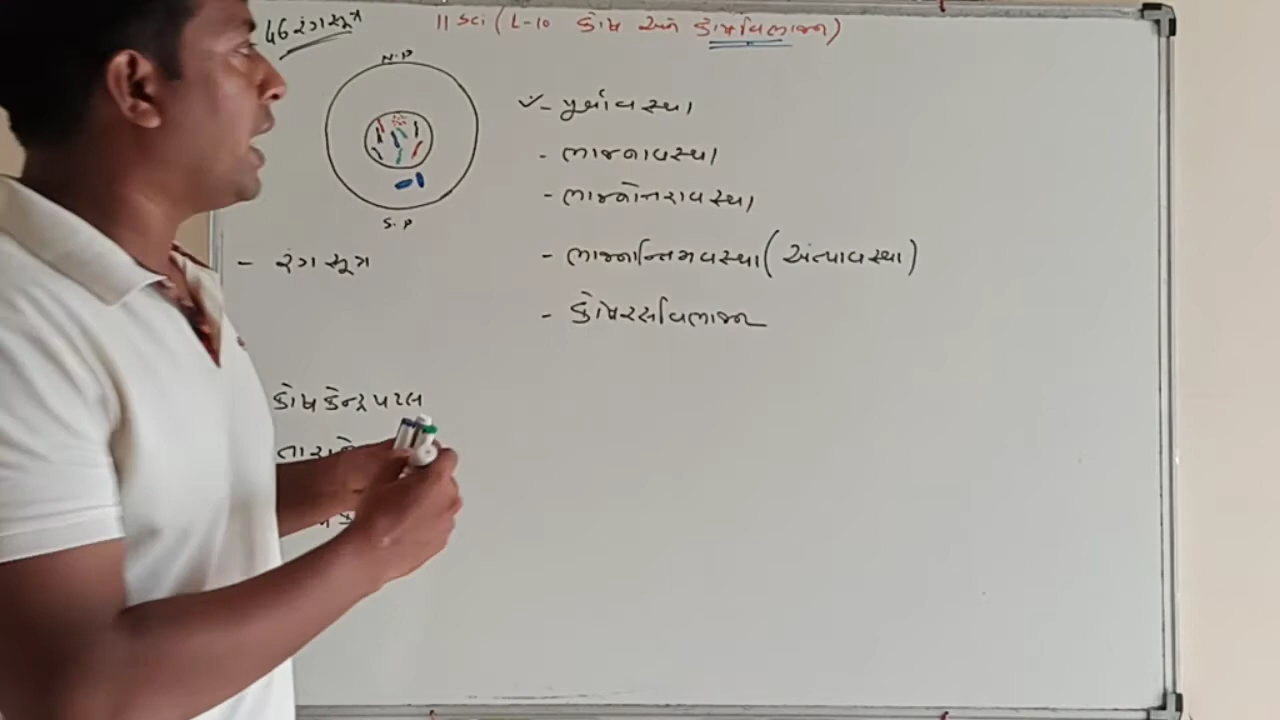 46 રંગસૂત્ર
11 sci ( L-10 કોષ અને કોષવિભાજન)
N.P
S.P
- પૂર્વાવસ્થા
- ભાજનાવસ્થા
- ભાજનોત્તરાવસ્થા
- ભાજનાન્તિમવસ્થા ( અંત્યાવસ્થા )
- કોષરસવિભાજન
- રંગસૂત્ર
કોષકેન્દ્રપટલ